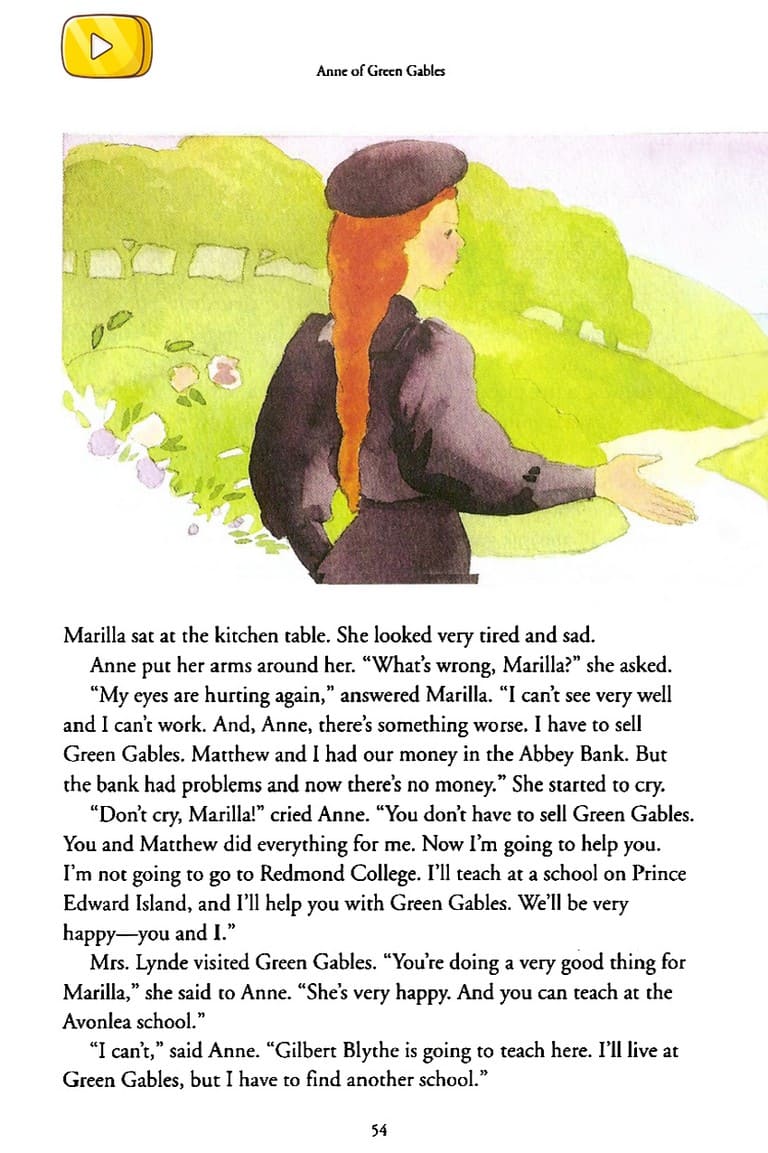 Anne of Green Gables
Marilla sat at the kitchen table. She looked very tired and sad.
Anne put her arms around her. “What’s wrong, Marilla?” she asked.
“My eyes are hurting again,” answered Marilla. “I can’t see very well
and I can’t work. And, Anne, there’s something worse. I have to sell
Green Gables. Matthew and I had our money in the Abbey Bank. But
the bank had problems and now there’s no money.” She started to cry.
“Don’t cry, Marilla!” cried Anne. “You don’t have to sell Green Gables.
You and Matthew did everything for me. Now I’m going to help you.
I’m not going to go to Redmond College. I’ll teach at a school on Prince
Edward Island, and I’ll help you with Green Gables. We’ll be very
happy—you and I.”
Mrs. Lynde visited Green Gables. “You’re doing a very good thing for
Marilla,” she said to Anne. “She’s very happy. And you can teach at the
Avonlea school.”
“I can’t,” said Anne. “Gilbert Blythe is going to teach here. I’ll live at
Green Gables, but I have to find another school.”
54